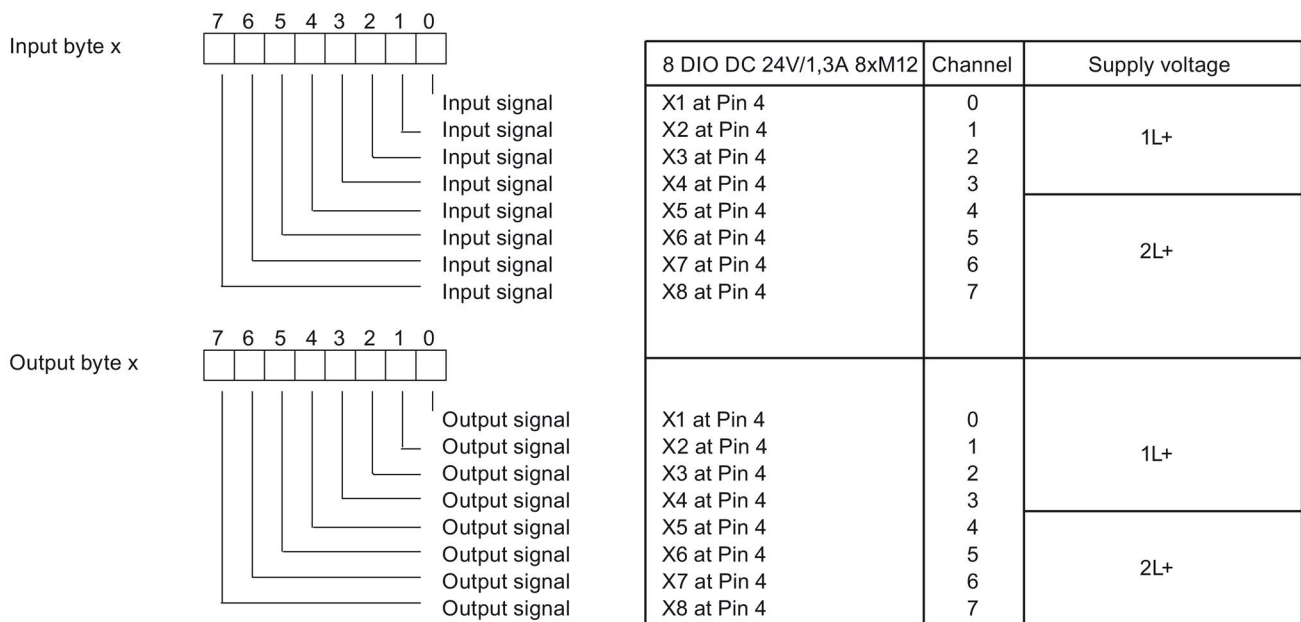 7 6 5 4 3 2 1 0
Input byte x
8 DIO DC 24V/1,3A 8xM12 Channel Supply voltage
Input signal X1 at Pin 4 0
Input signal X2 at Pin 4 1
1L+
Input signal X3 at Pin 4 2
Input signal X4 at Pin 4 3
Input signal X5 at Pin 4 4
Input signal X6 at Pin 4 5
2L+
Input signal X7 at Pin 4 6
Input signal X8 at Pin 4 7
7 6 5 4 3 2 1 0
Output byte x
Output signal X1 at Pin 4 0
Output signal X2 at Pin 4 1
1L+
Output signal X3 at Pin 4 2
Output signal X4 at Pin 4 3
Output signal X5 at Pin 4 4
Output signal X6 at Pin 4 5
2L+
Output signal X7 at Pin 4 6
Output signal X8 at Pin 4 7